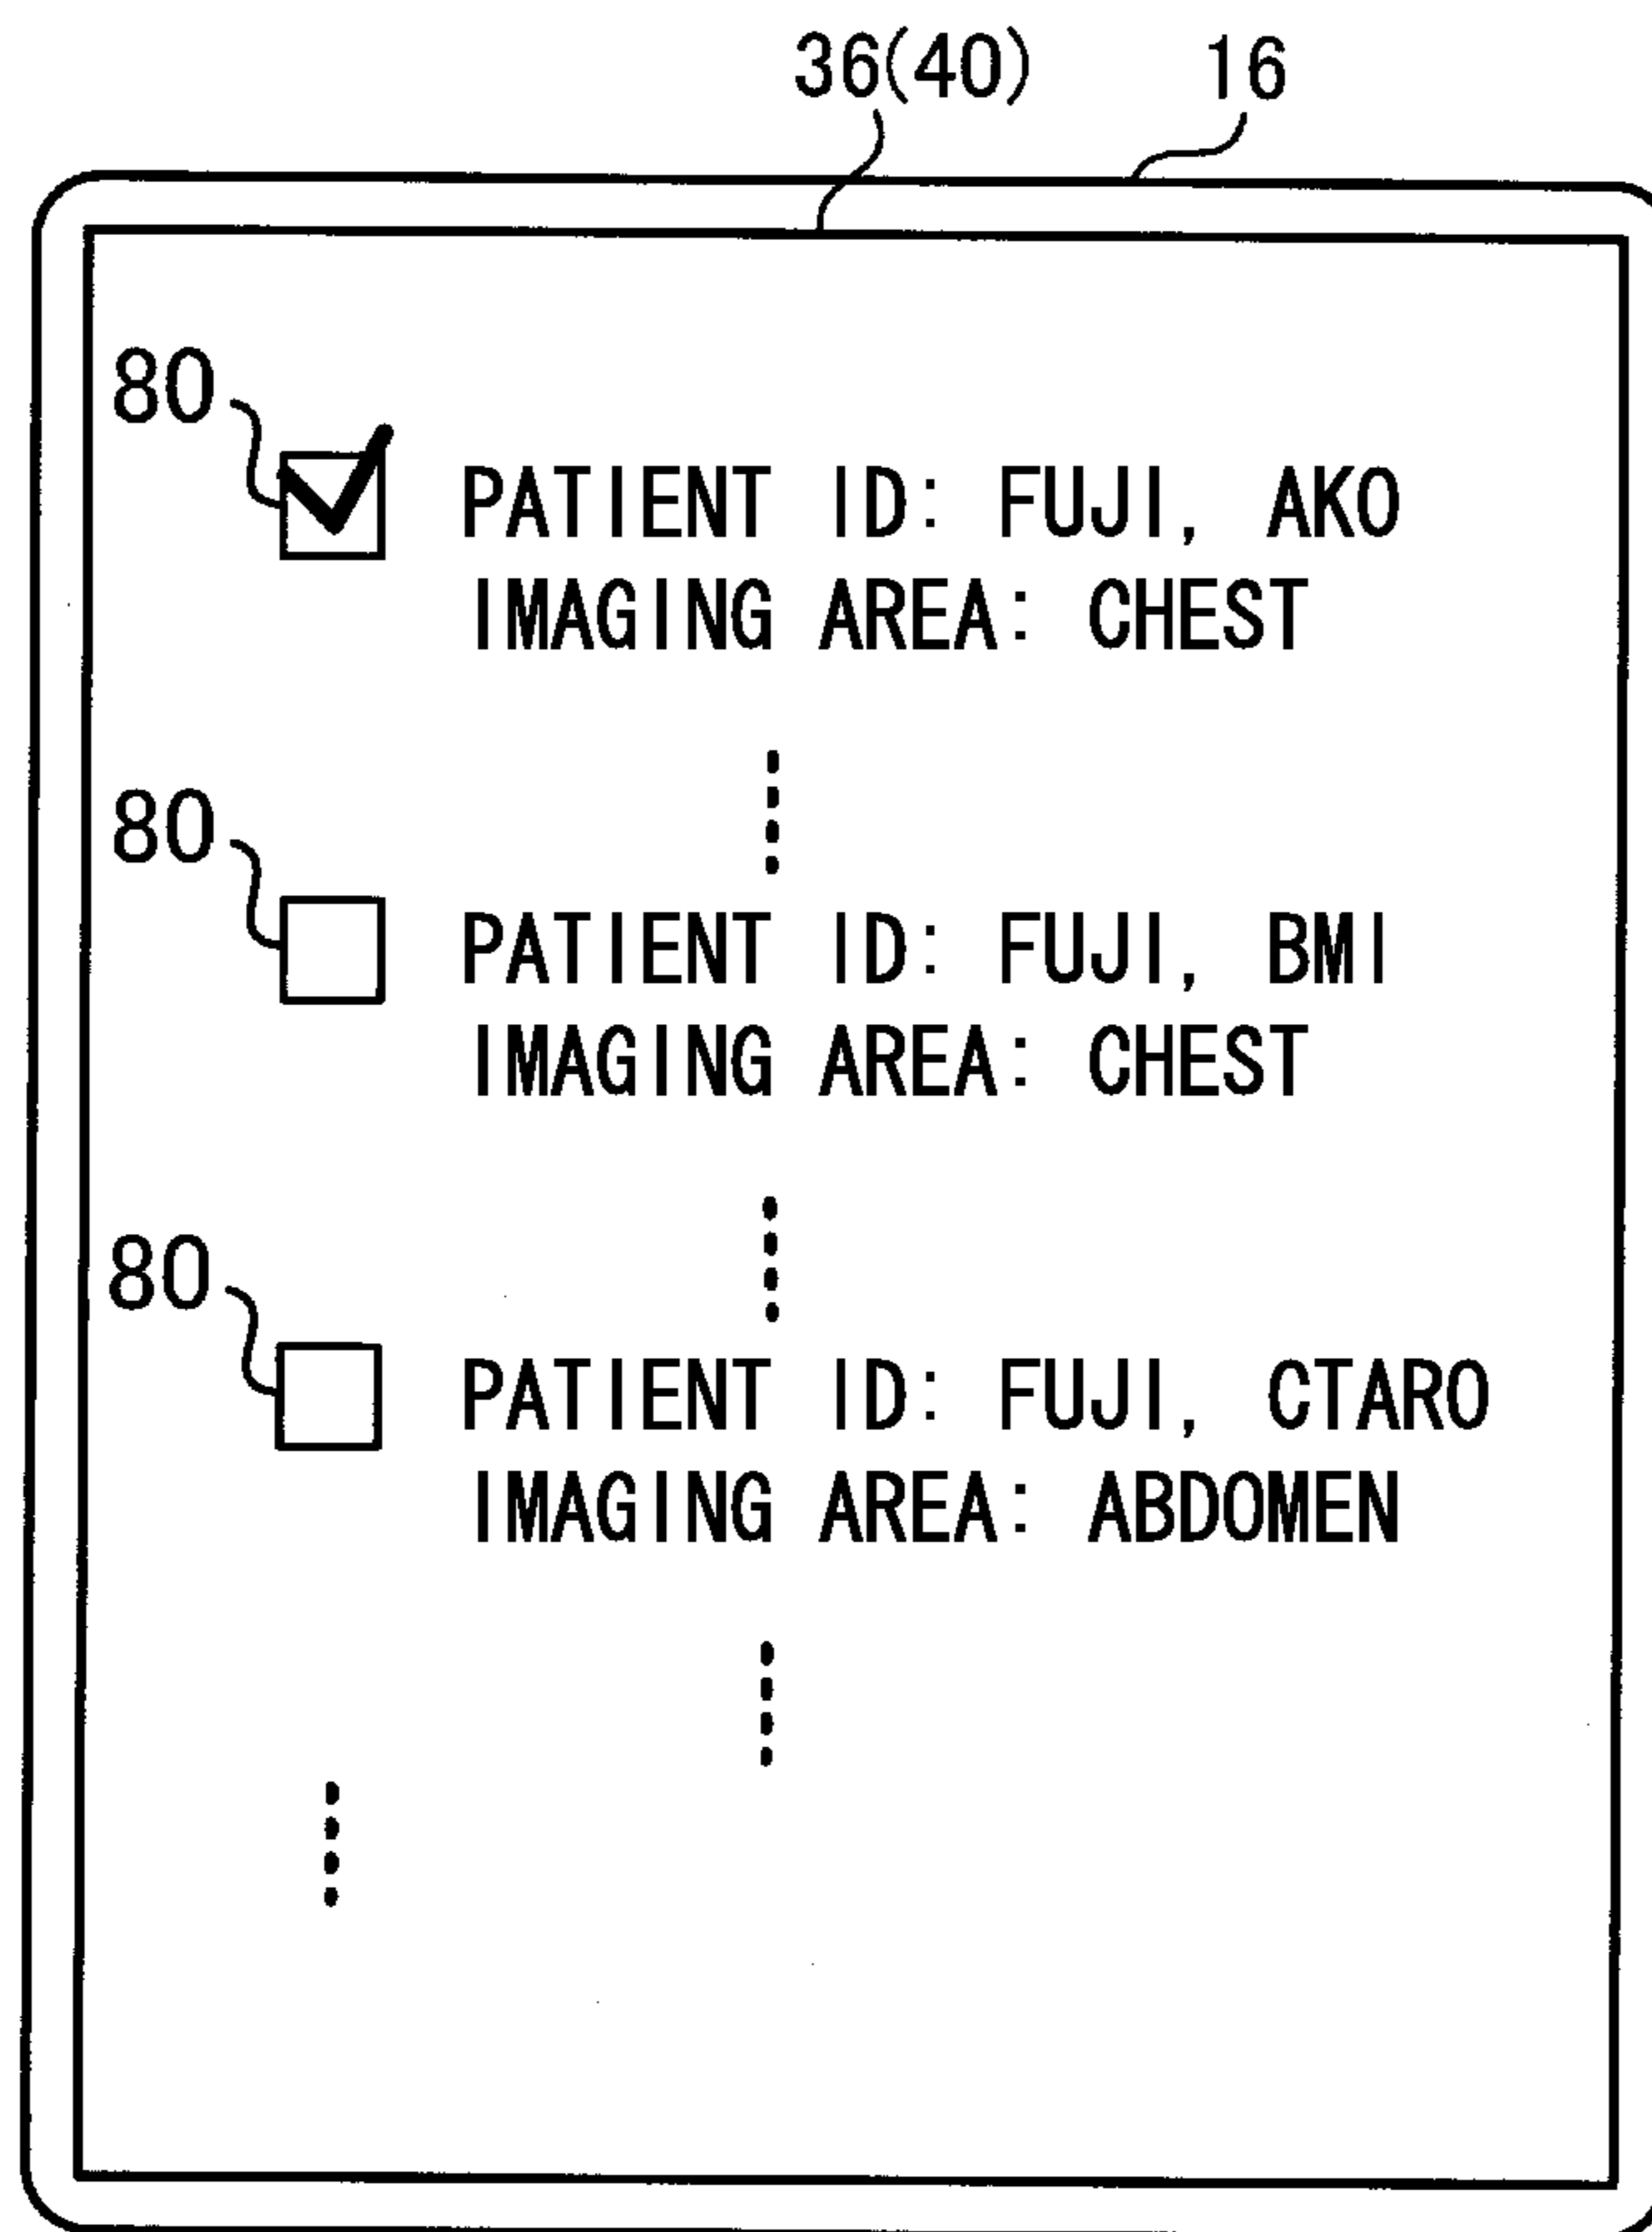 36(40) 16
80
PATIENT ID: FUJI, AKO
IMAGING AREA: CHEST
80
PATIENT ID: FUJI, BMI
IMAGING AREA: CHEST
80
PATIENT ID: FUJI, CTARO
IMAGING AREA: ABDOMEN